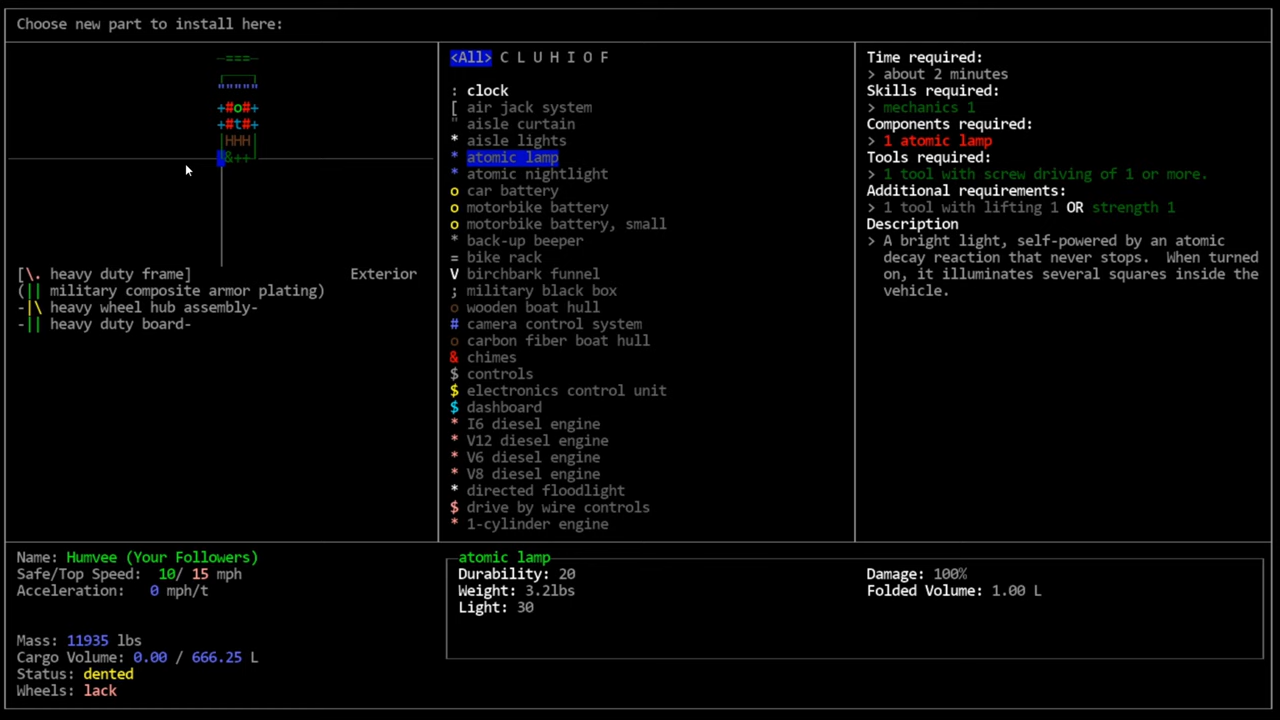 Choose new part to install here:
-===-
"""""
+#o#+
+#t#+
|HHH|
&++
[\. heavy duty frame] Exterior
(|| military composite armor plating)
-|\ heavy wheel hub assembly-
-|| heavy duty board-
<All> C L U H I O F
: clock
[ air jack system
" aisle curtain
* aisle lights
* atomic lamp
* atomic nightlight
o car battery
o motorbike battery
o motorbike battery, small
* back-up beeper
= bike rack
V birchbark funnel
; military black box
o wooden boat hull
# camera control system
o carbon fiber boat hull
& chimes
$ controls
$ electronics control unit
$ dashboard
* I6 diesel engine
* V12 diesel engine
* V6 diesel engine
* V8 diesel engine
* directed floodlight
$ drive by wire controls
* 1-cylinder engine
Time required:
> about 2 minutes
Skills required:
> mechanics 1
Components required:
> 1 atomic lamp
Tools required:
> 1 tool with screw driving of 1 or more.
Additional requirements:
> 1 tool with lifting 1 OR strength 1
Description
> A bright light, self-powered by an atomic
decay reaction that never stops.  When turned
on, it illuminates several squares inside the
vehicle.
Name: Humvee (Your Followers)
Safe/Top Speed:  10/ 15 mph
Acceleration:   0 mph/t
Mass: 11935 lbs
Cargo Volume: 0.00 / 666.25 L
Status: dented
Wheels: lack
atomic lamp
Durability: 20
Weight: 3.2lbs
Light: 30
Damage: 100%
Folded Volume: 1.00 L